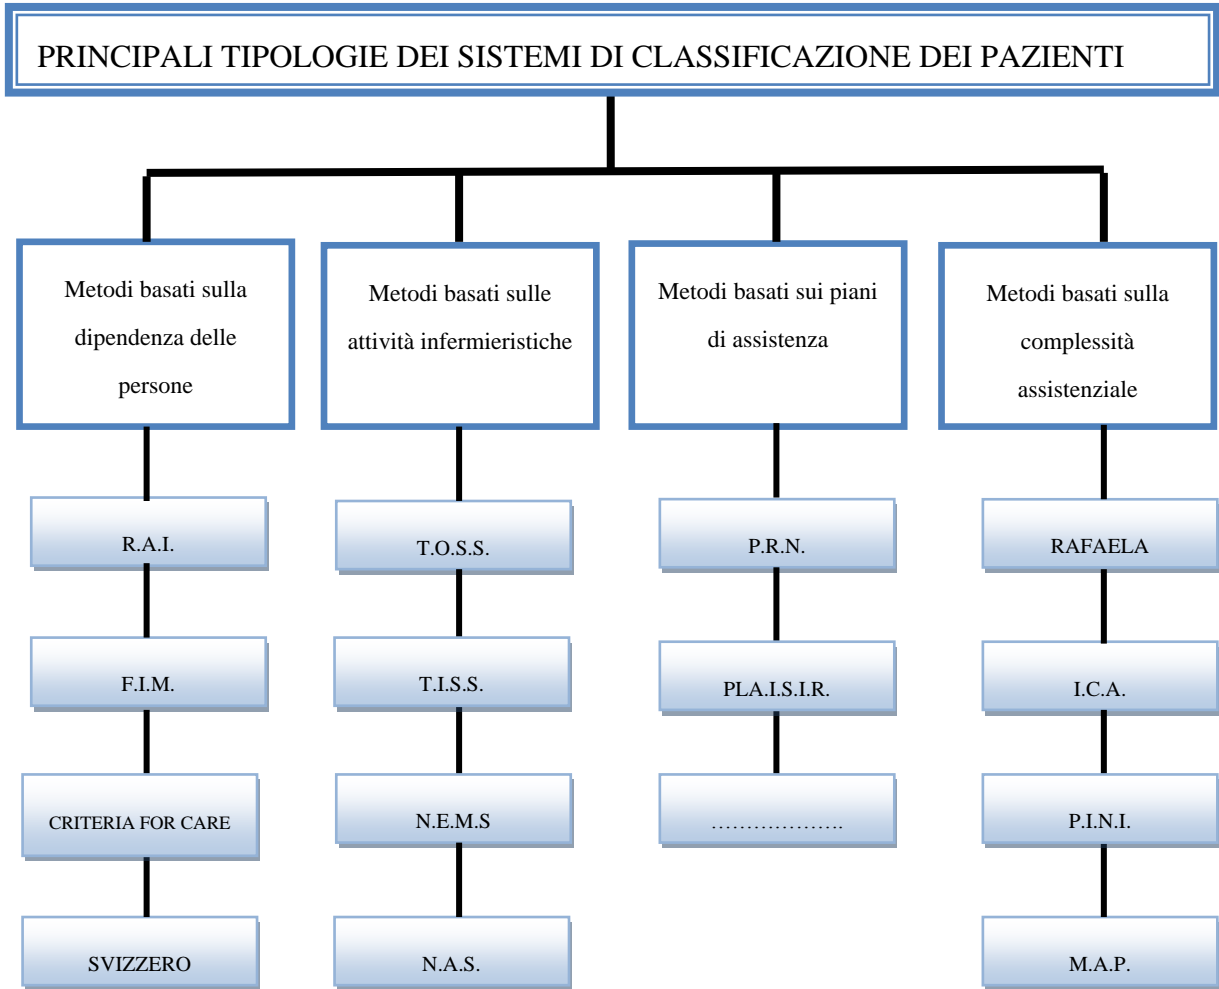 PRINCIPALI TIPOLOGIE DEI SISTEMI DI CLASSIFICAZIONE DEI PAZIENTI
Metodi basati sulla
dipendenza delle
persone
R.A.I.
F.I.M.
CRITERIA FOR CARE
SVIZZERO
Metodi basati sulle
attività infermieristiche
T.O.S.S.
T.I.S.S.
N.E.M.S
N.A.S.
Metodi basati sui piani
di assistenza
P.R.N.
PLA.I.S.I.R.
……………….
Metodi basati sulla
complessità
assistenziale
RAFAELA
I.C.A.
P.I.N.I.
M.A.P.